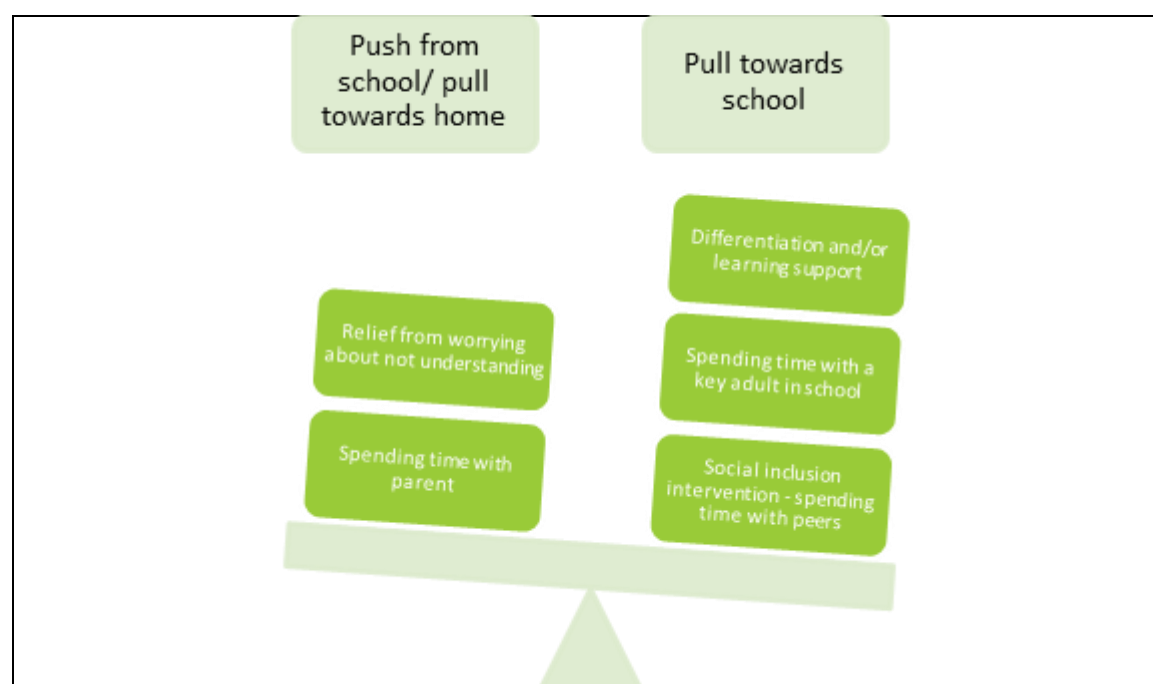 Push from
school/ pull
towards home
Pull towards
school
Relief from worrying
about not understanding
Spending time with
parent
Differentiation and/or
learning support
Spending time with a
key adult in school
Social inclusion
intervention - spending
time with peers